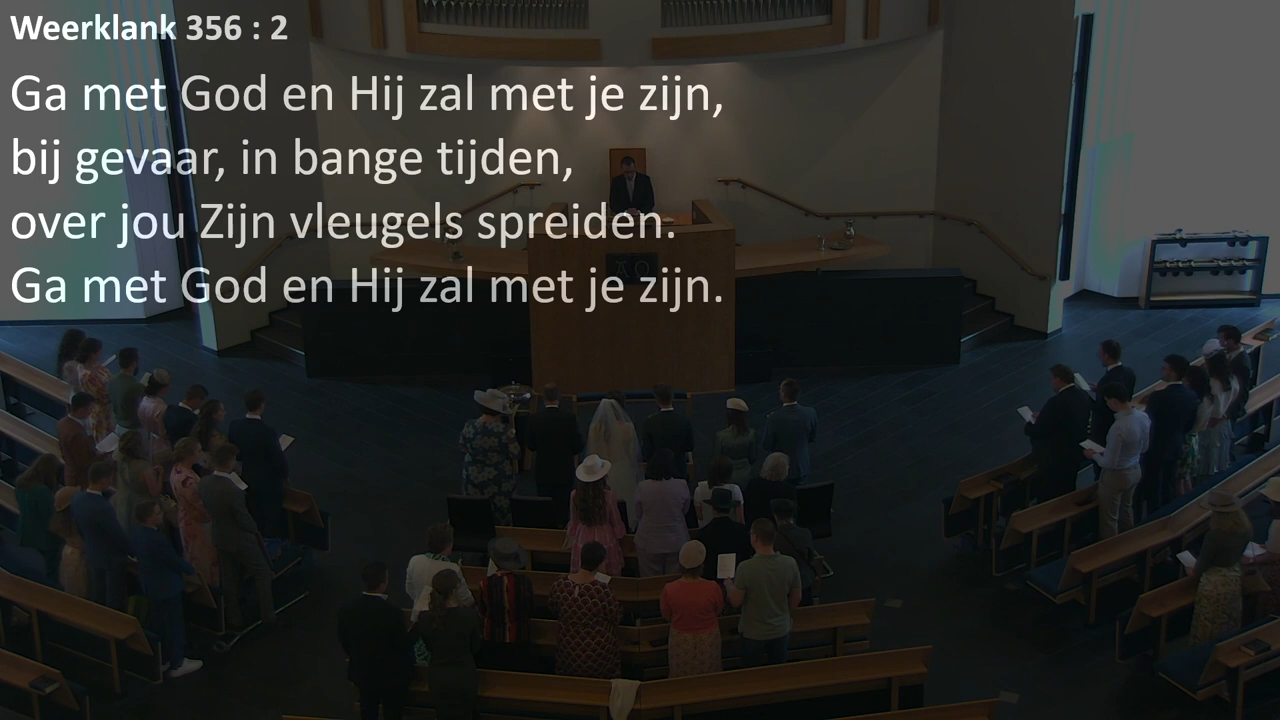 Weerklank 356 : 2
Ga met God en Hij zal met je zijn,
bij gevaar, in bange tijden,
over jou Zijn vleugels spreiden.
Ga met God en Hij zal met je zijn.